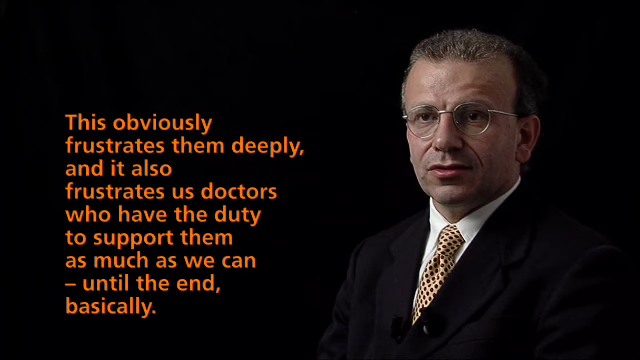 This obviously
frustrates them deeply,
and it also
frustrates us doctors
who have the duty
to support them
as much as we can
– until the end,
basically.